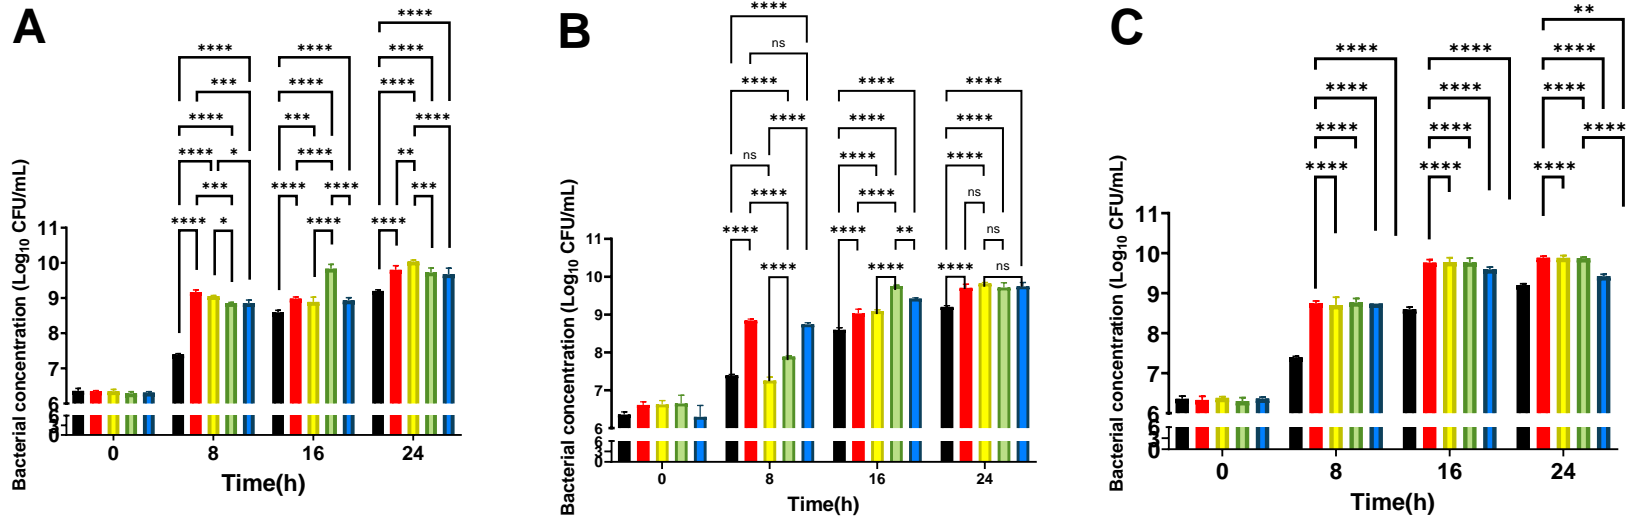 A
B
C
****
**** **** ****
*** **** ****
**** *** ****
**** * **** **
*** **** **** ***
**** * **** ****
Bacterial concentration (Log10 CFU/mL)
11
10
9
8
7
6
6
3
0
0 8 16 24
Time(h)
****
ns
**** **** ****
**** **** ****
ns **** ****
**** **** ns
**** **** ** ns
**** **** **** ns
Bacterial concentration (Log10 CFU/mL)
11
10
9
8
7
6
6
3
0
0 8 16 24
Time(h)
**
**** **** ****
**** **** ****
**** **** ****
**** **** ****
Bacterial concentration (Log10 CFU/mL)
11
10
9
8
7
6
6
3
0
0 8 16 24
Time(h)